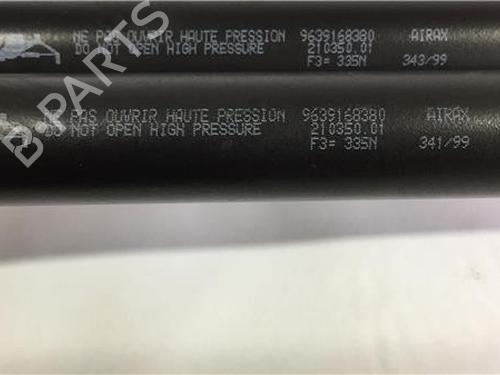 NE PAS OUVRIR HAUTE PRESSION 9639168380 AIRAX
DO NOT OPEN HIGH PRESSURE 210350.01
F3= 335N 343/99
PAS OUVRIR HAUTE PRESSION 9639168380 AIRAX
DO NOT OPEN HIGH PRESSURE 210350.01
F3= 335N 341/99
B-PARTS